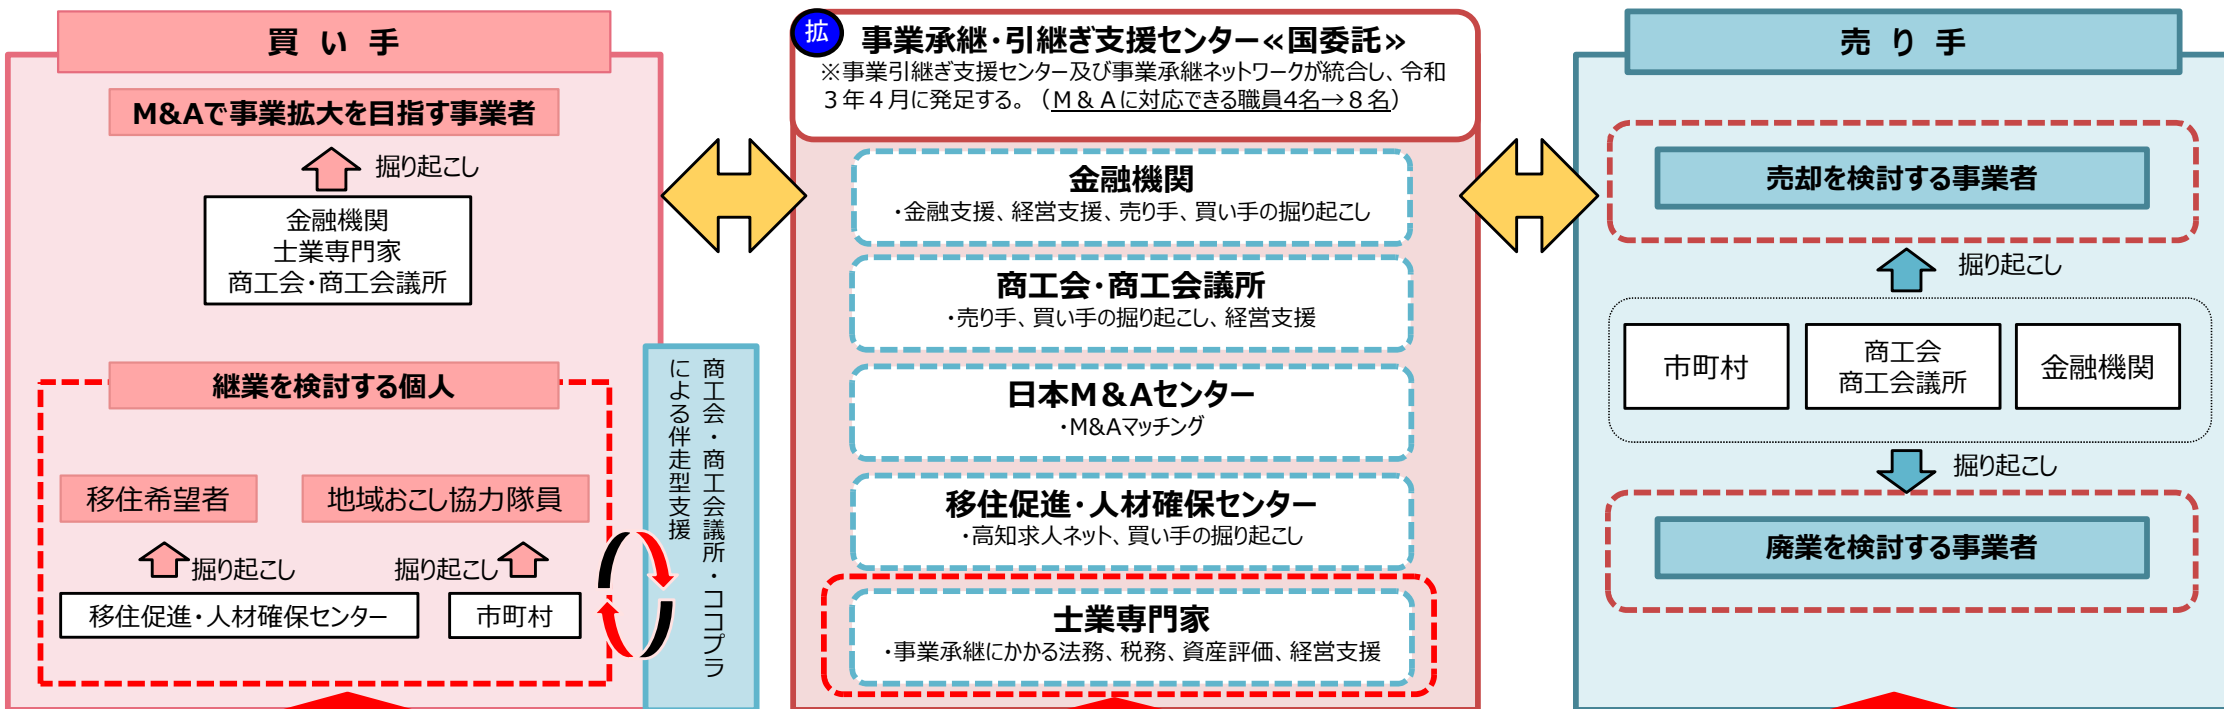 買い手
M&Aで事業拡大を目指す事業者
掘り起こし
金融機関
士業専門家
商工会・商工会議所
継業を検討する個人
移住希望者
地域おこし協力隊員
掘り起こし
掘り起こし
移住促進・人材確保センター
市町村
商工会・商工会議所・ココプラ
による伴走型支援
拡
事業承継・引継ぎ支援センター≪国委託≫
※事業引継ぎ支援センター及び事業承継ネットワークが統合し、令和
3年4月に発足する。（M＆Aに対応できる職員4名→8名）
金融機関
・金融支援、経営支援、売り手、買い手の掘り起こし
商工会・商工会議所
・売り手、買い手の掘り起こし、経営支援
日本M＆Aセンター
・M&Aマッチング
移住促進・人材確保センター
・高知求人ネット、買い手の掘り起こし
士業専門家
・事業承継にかかる法務、税務、資産評価、経営支援
売り手
売却を検討する事業者
掘り起こし
市町村
商工会
商工会議所
金融機関
掘り起こし
廃業を検討する事業者